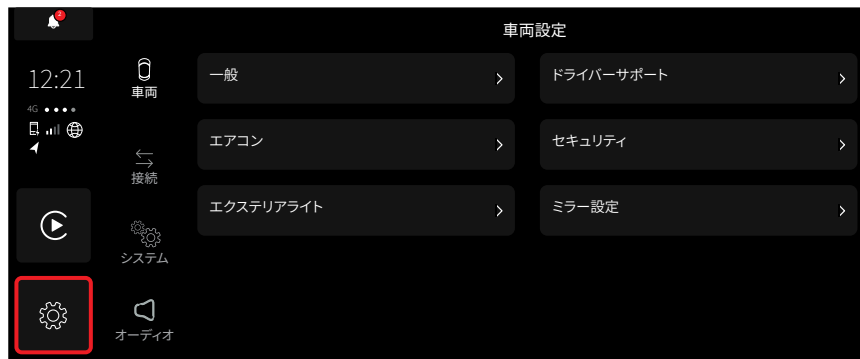 2
車両設定
12:21
4G
車両
接続
システム
オーディオ
一般
ドライバーサポート
エアコン
セキュリティ
エクステリアライト
ミラー設定